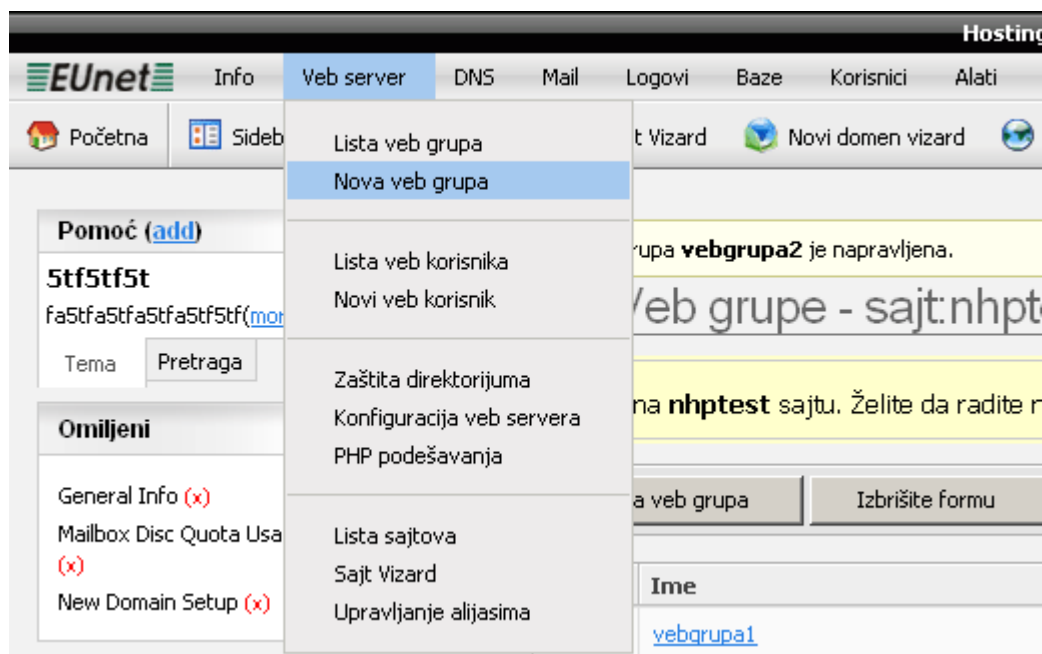 Hosting
EUnet Info Veb server DNS Mail Logovi Baze Korisnici Alati
Početna Sideb t Vizard Novi domen vizard
Lista veb grupa
Nova veb grupa
Lista veb korisnika
Novi veb korisnik
Zaštita direktorijuma
Konfiguracija veb servera
PHP podešavanja
Lista sajtova
Sajt Vizard
Upravljanje alijasima
Pomoć (add)
5tf5tf5t
fa5tfa5tfa5tfa5tf5tf(mor
Tema Pretraga
Omiljeni
General Info (x)
Mailbox Disc Quota Usa
(x)
New Domain Setup (x)
rupa vebgrupa2 je napravljena.
Veb grupe - sajt:nhpt
na nhptest sajtu. Želite da radite n
a veb grupa Izbrišite formu
Ime
vebgrupa1